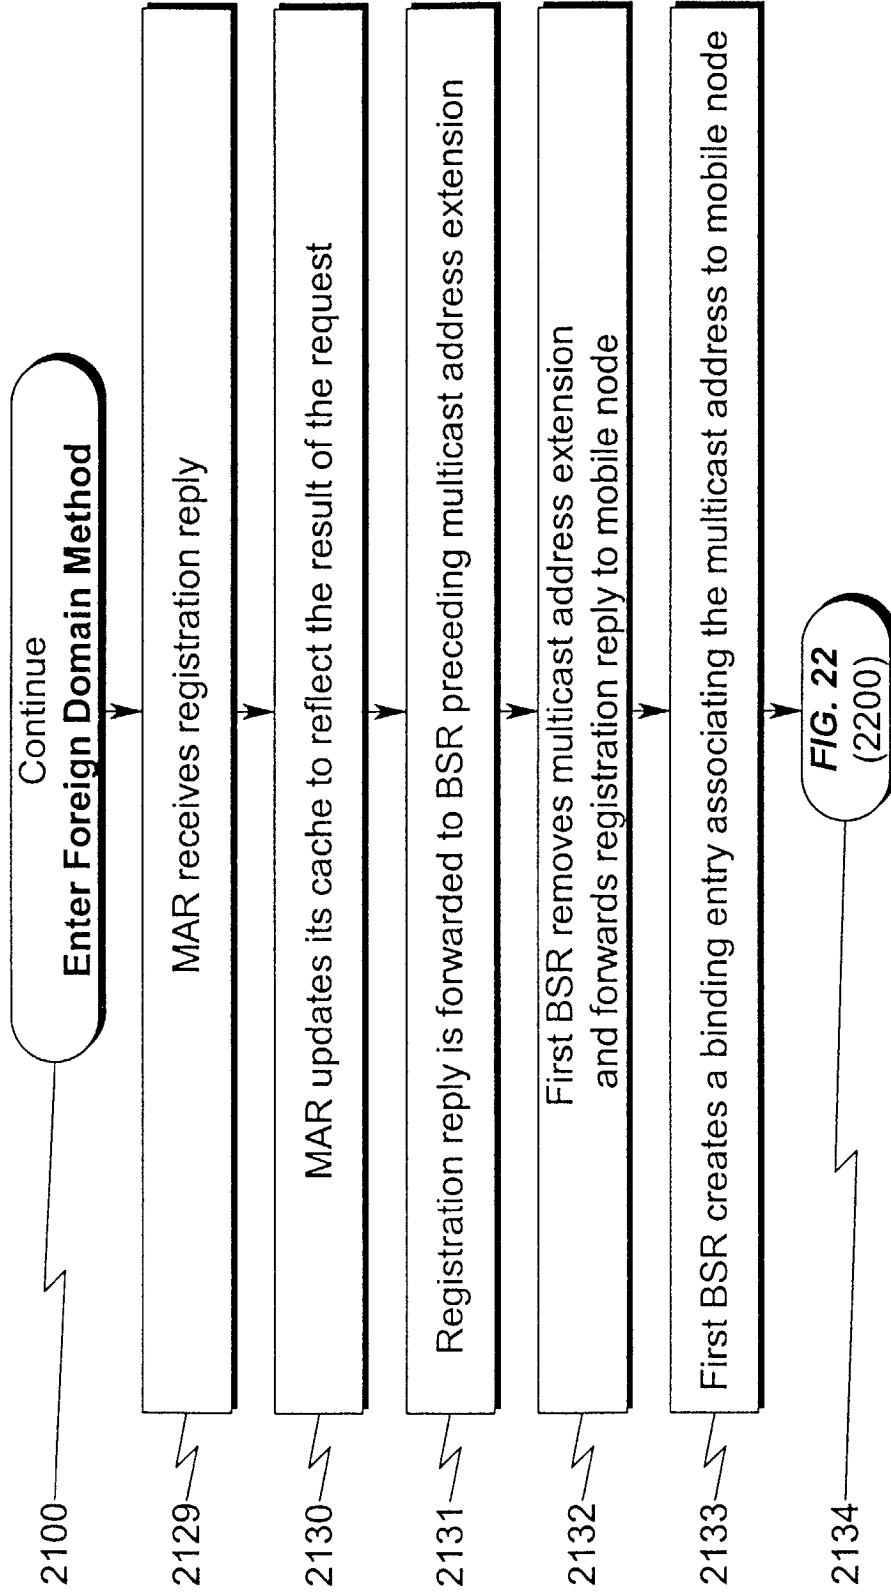 2100
Continue
Enter Foreign Domain Method
2129
MAR receives registration reply
2130
MAR updates its cache to reflect the result of the request
2131
Registration reply is forwarded to BSR preceding multicast address extension
2132
First BSR removes multicast address extension
and forwards registration reply to mobile node
2133
First BSR creates a binding entry associating the multicast address to mobile node
2134
FIG. 22
(2200)